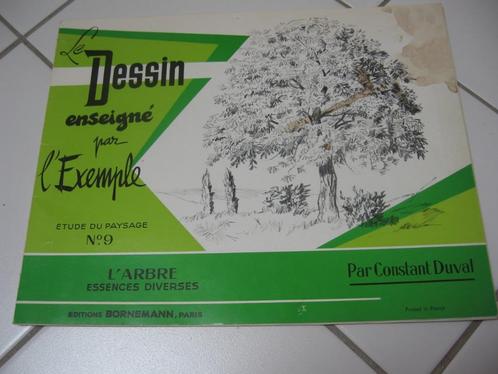 Le
Dessin
enseigné
par
l'Exemple
ETUDE DU PAYSAGE
Nº9
L'ARBRE
ESSENCES DIVERSES
Par Constant Duval
EDITIONS BORNEMANN, PARIS
Printed in France